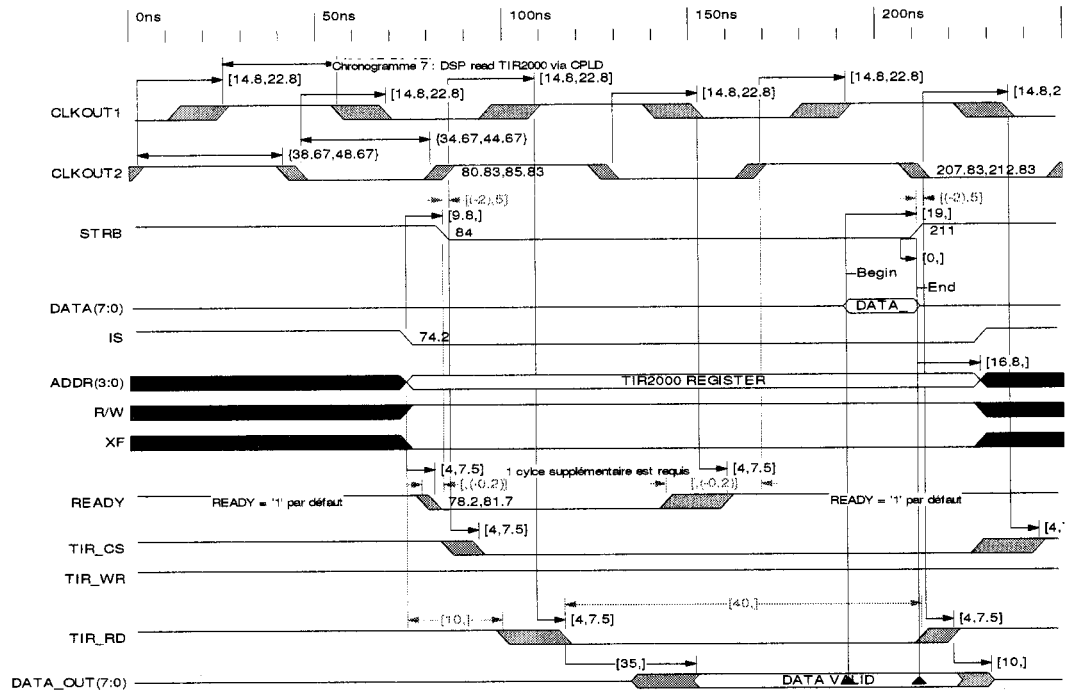 0ns 50ns 100ns 150ns 200ns
Chronogramme 7 : DSP read TIR2000 via CPLD
[14.8,22.8] [14.8,22.8] [14.8,22.8]
[14.8,22.8] [14.8,22.8] [14.8,2
CLKOUT1
{38.67,48.67} {34.67,44.67}
CLKOUT2 80.83,85.83 207.83,212.83
[(-2),5] [(-2),5]
[9.8,] [19,]
STRB 84 211
[0,]
Begin
End
DATA(7:0) DATA_
IS 74.2
[16.8,]
ADDR(3:0) TIR2000 REGISTER
R/W
XF
[4,7.5] 1 cylce supplémentaire est requis [4,7.5]
[,(-0.2)] [,(-0.2)]
READY READY = '1' par défaut 78.2,81.7 READY = '1' par défaut
[4,7.5] [4,
TIR_CS
TIR_WR
[10,] [40,]
[4,7.5] [4,7.5]
TIR_RD
[35,] [10,]
DATA_OUT(7:0) DATA VALID